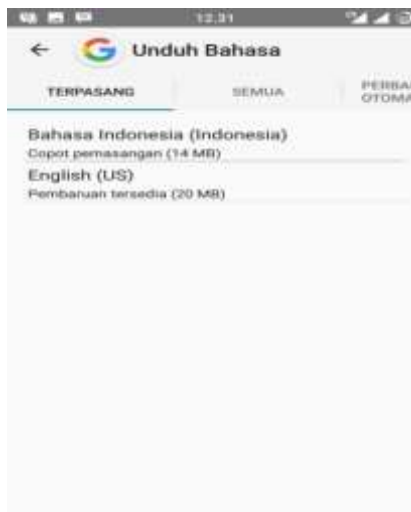 12.31
Unduh Bahasa
TERPASANG
SEMUA
Bahasa Indonesia (Indonesia)
Copot pemasangan (14 MB)
English (US)
Pembaruan tersedia (20 MB)